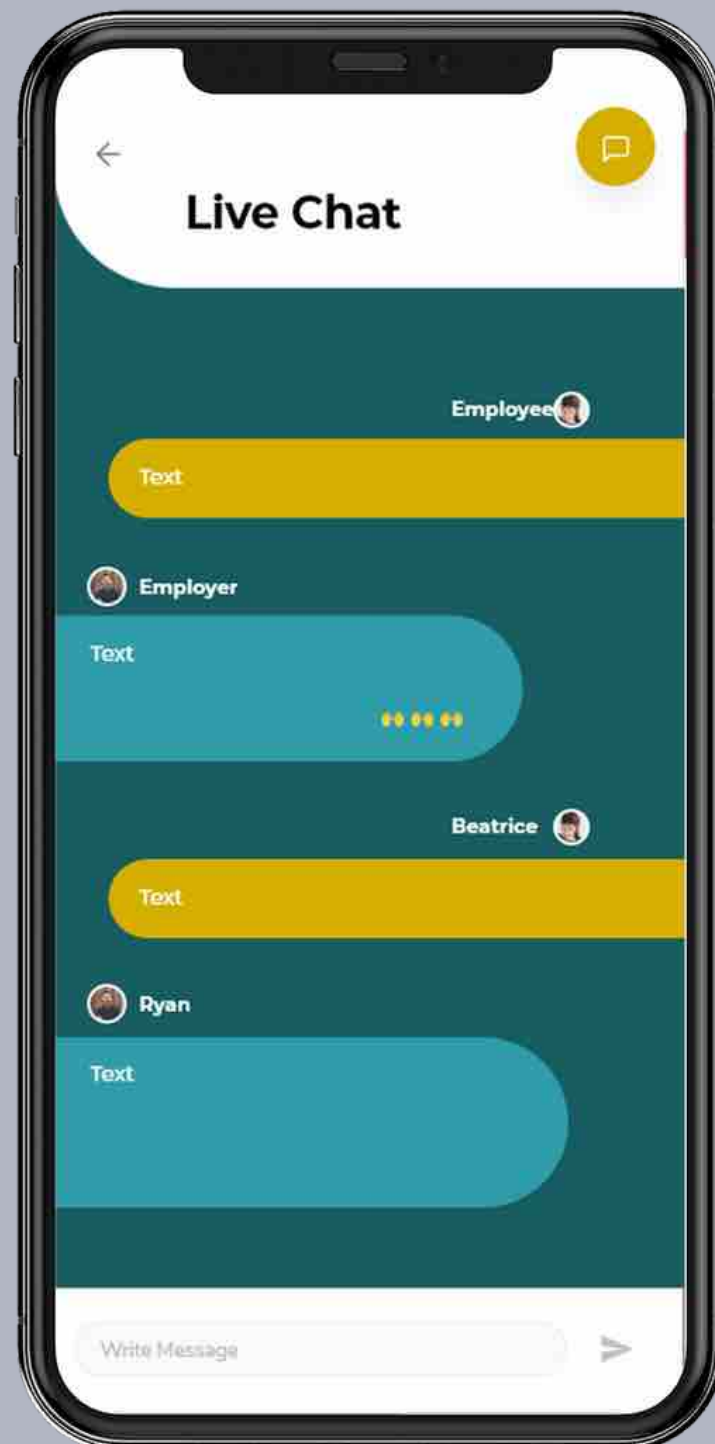 Live Chat
Employee
Text
Employer
Text
🙌 🙌 🙌
Beatrice
Text
Ryan
Text
Write Message